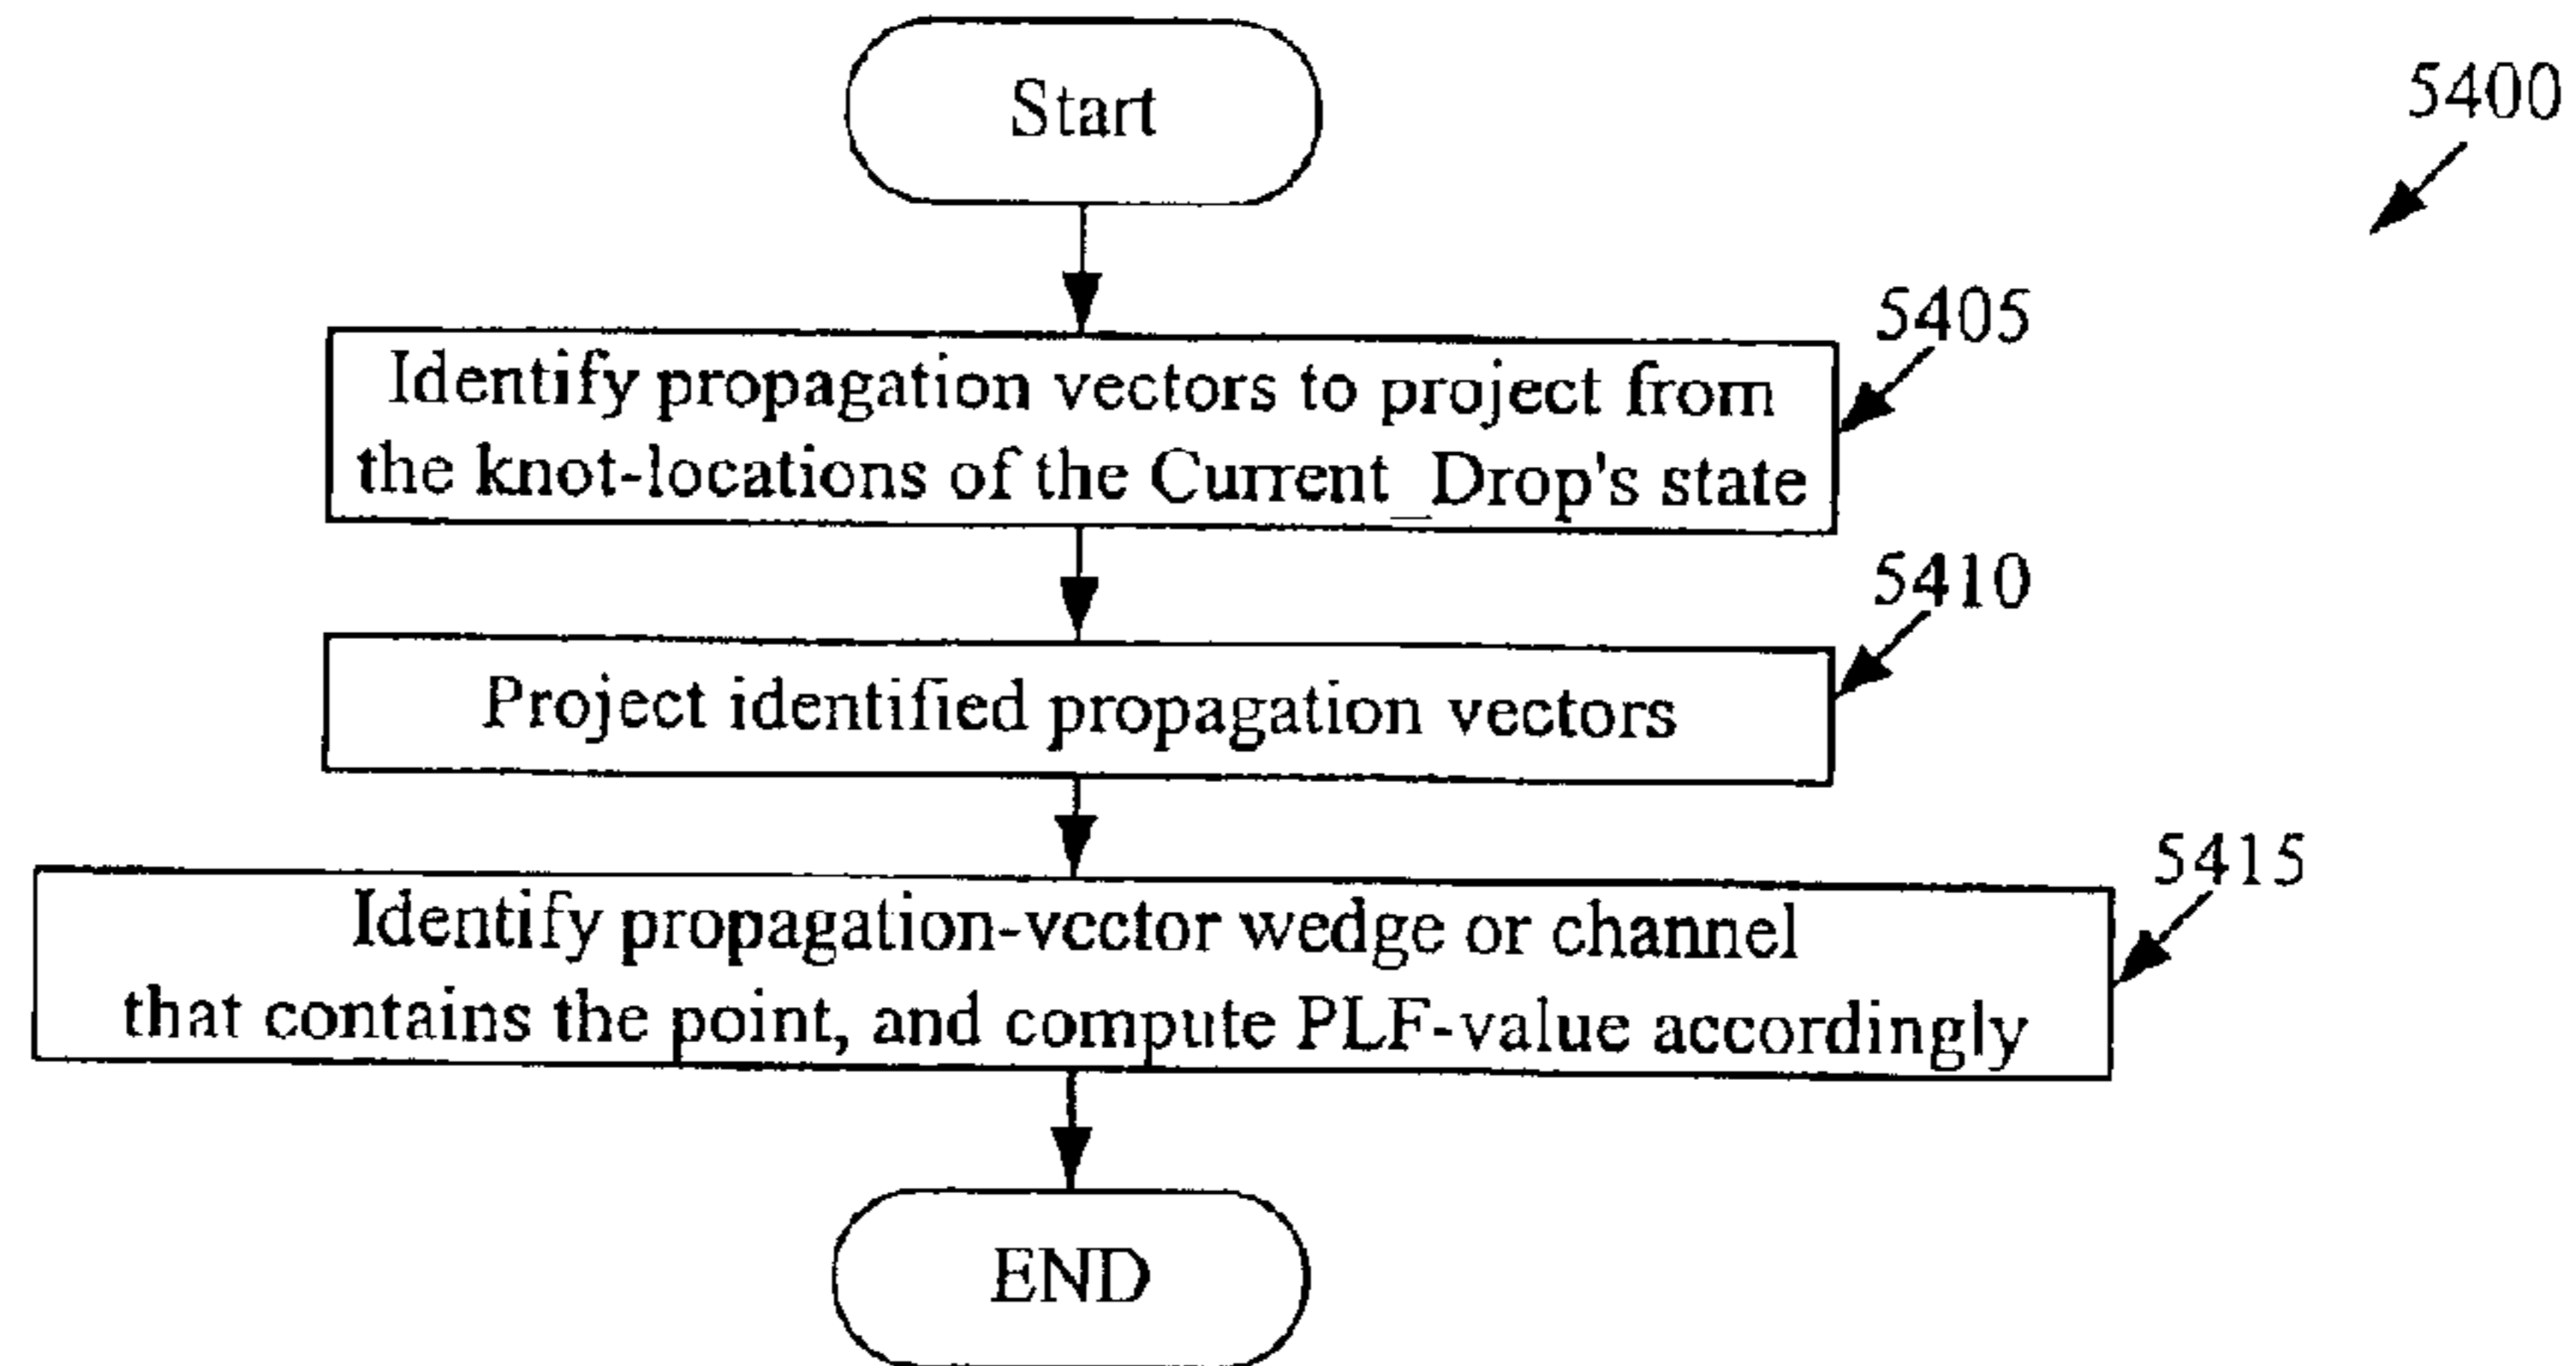 Start
5400
5405
Identify propagation vectors to project from
the knot-locations of the Current_Drop's state
5410
Project identified propagation vectors
5415
Identify propagation-vector wedge or channel
that contains the point, and compute PLF-value accordingly
END